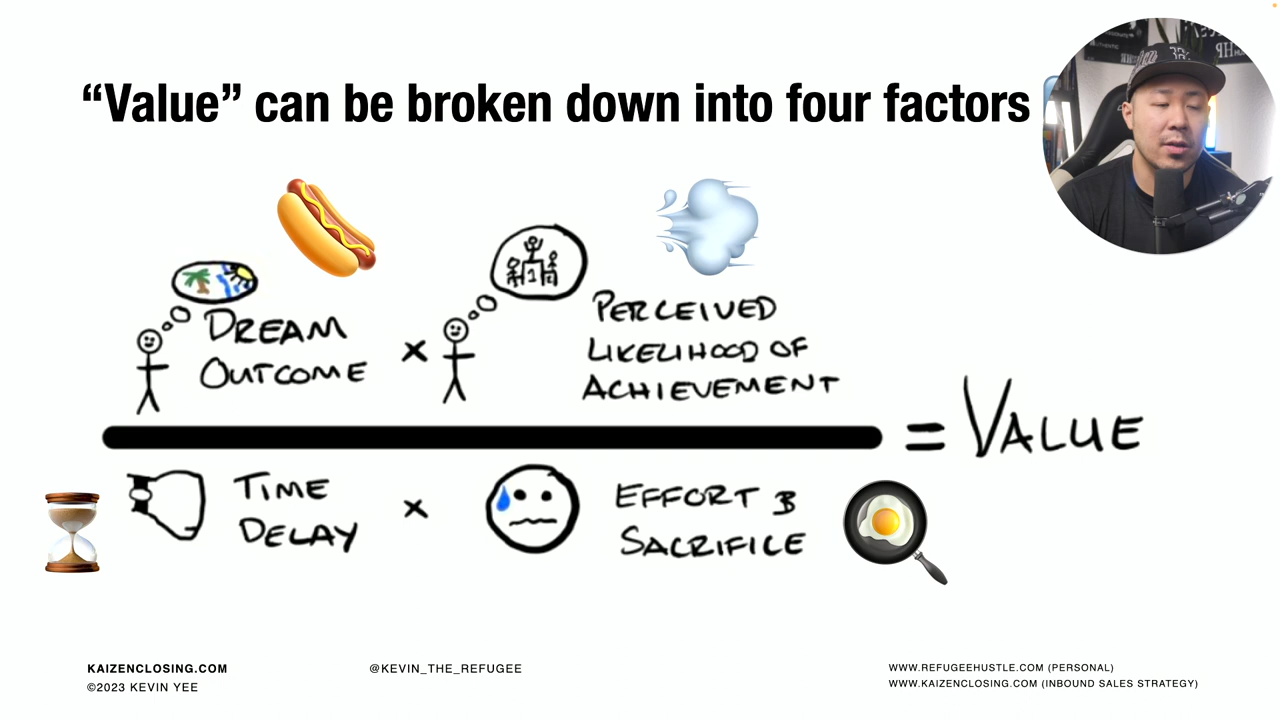 “Value” can be broken down into four factors
DREAM
OUTCOME
×
PERCEIVED
LIKELIHOOD OF
ACHIEVEMENT
= VALUE
TIME
DELAY
×
EFFORT &
SACRIFICE
KAIZENCLOSING.COM
©2023 KEVIN YEE
@KEVIN_THE_REFUGEE
WWW.REFUGEEHUSTLE.COM (PERSONAL)
WWW.KAIZENCLOSING.COM (INBOUND SALES STRATEGY)